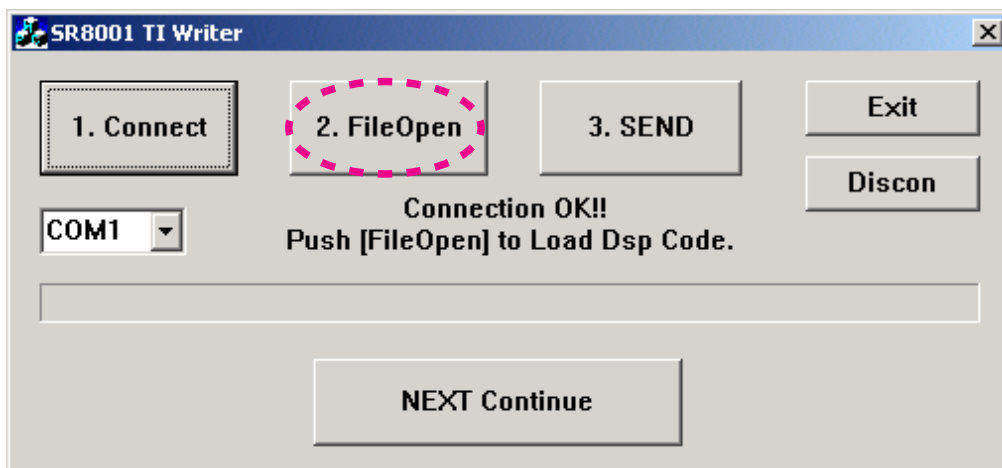 SR8001 TI Writer
1. Connect
2. FileOpen
3. SEND
Exit
Discon
COM1
Connection OK!!
Push [FileOpen] to Load Dsp Code.
NEXT Continue